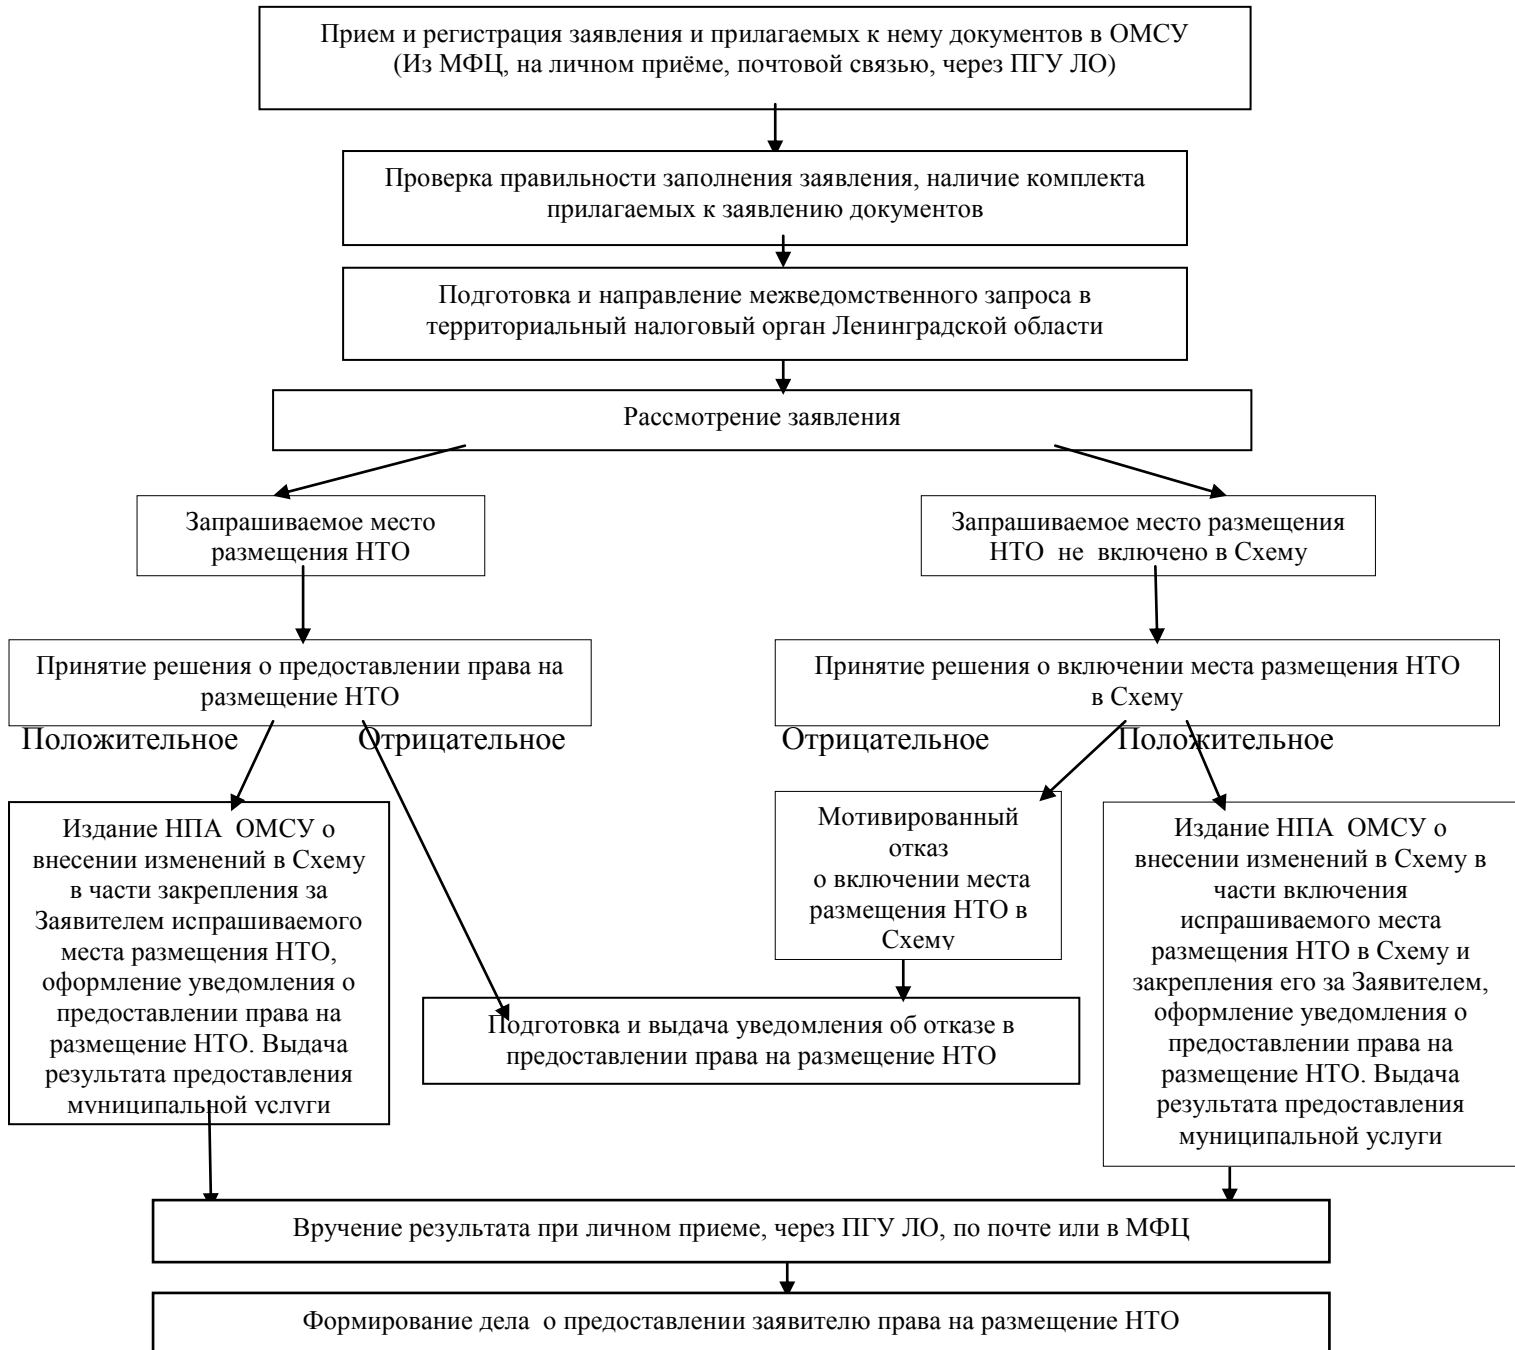 Прием и регистрация заявления и прилагаемых к нему документов в ОМСУ
(Из МФЦ, на личном приёме, почтовой связью, через ПГУ ЛО)
Проверка правильности заполнения заявления, наличие комплекта
прилагаемых к заявлению документов
Подготовка и направление межведомственного запроса в
территориальный налоговый орган Ленинградской области
Рассмотрение заявления
Запрашиваемое место
размещения НТО
Запрашиваемое место размещения
НТО не включено в Схему
Принятие решения о предоставлении права на
размещение НТО
Принятие решения о включении места размещения НТО
в Схему
Положительное
Отрицательное
Отрицательное
Положительное
Издание НПА ОМСУ о
внесении изменений в Схему
в части закрепления за
Заявителем испрашиваемого
места размещения НТО,
оформление уведомления о
предоставлении права на
размещение НТО. Выдача
результата предоставления
муниципальной услуги
Мотивированный
отказ
о включении места
размещения НТО в
Схему
Издание НПА ОМСУ о
внесении изменений в Схему в
части включения
испрашиваемого места
размещения НТО в Схему и
закрепления его за Заявителем,
оформление уведомления о
предоставлении права на
размещение НТО. Выдача
результата предоставления
муниципальной услуги
Подготовка и выдача уведомления об отказе в
предоставлении права на размещение НТО
Вручение результата при личном приеме, через ПГУ ЛО, по почте или в МФЦ
Формирование дела о предоставлении заявителю права на размещение НТО